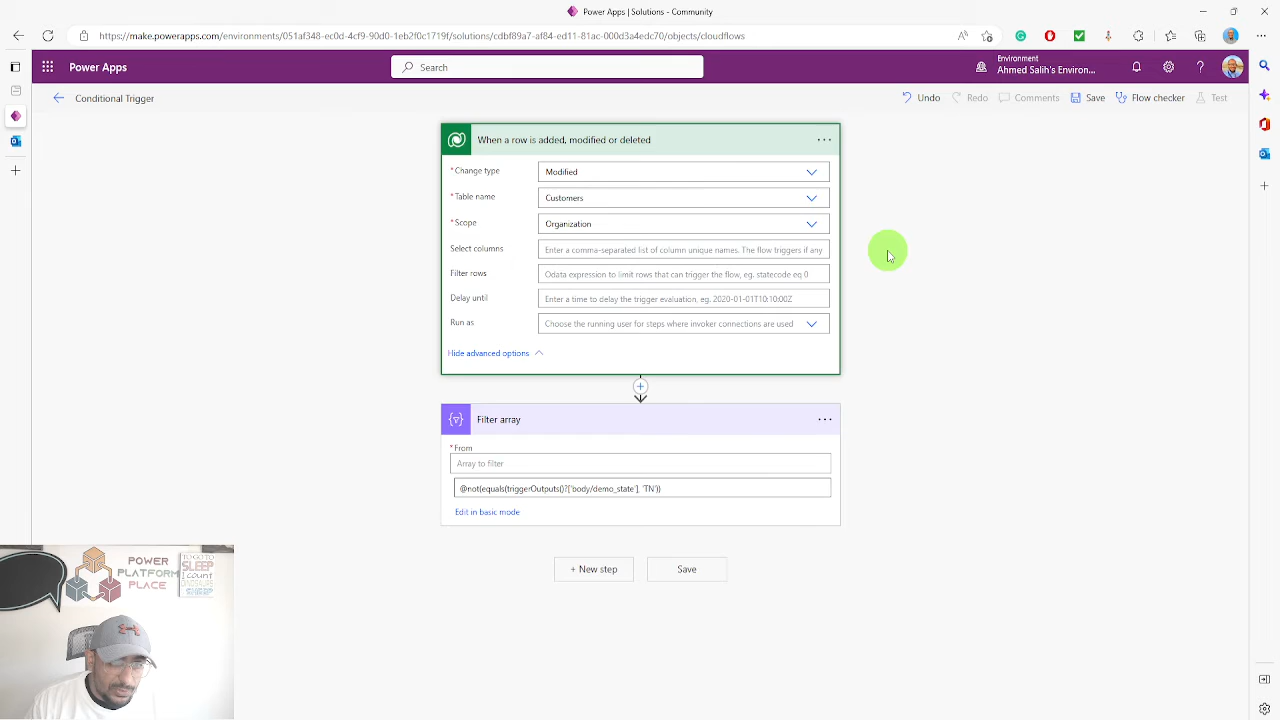 Power Apps | Solutions - Community
https://make.powerapps.com/environments/051af348-ec0d-4cf9-90d0-1eb2f0c1719f/solutions/cdbf89a7-af84-ed11-81ac-000d3a4edc70/objects/cloudflows
Power Apps
Search
Environment
Ahmed Salih's Environ...
Conditional Trigger
Undo
Redo
Comments
Save
Flow checker
Test
When a row is added, modified or deleted
* Change type
Modified
* Table name
Customers
* Scope
Organization
Select columns
Enter a comma-separated list of column unique names. The flow triggers if any
Filter rows
Odata expression to limit rows that can trigger the flow, eg. statecode eq 0
Delay until
Enter a time to delay the trigger evaluation, eg. 2020-01-01T10:10:00Z
Run as
Choose the running user for steps where invoker connections are used
Hide advanced options
Filter array
* From
Array to filter
@not(equals(triggerOutputs()?['body/demo_state'], 'TN'))
Edit in basic mode
+ New step
Save
POWER
PLATFORM
PLACE
TO GO TO
SLEEP
I count